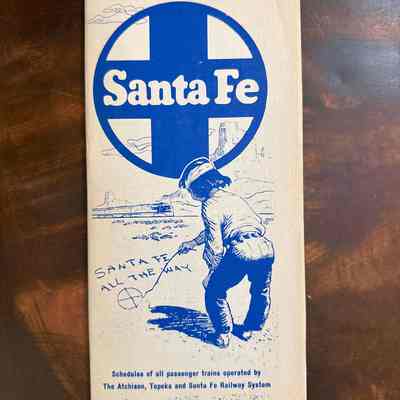 Santa Fe
SANTA FE
ALL THE WAY
Schedules of all passenger trains operated by
The Atchison, Topeka and Santa Fe Railway System